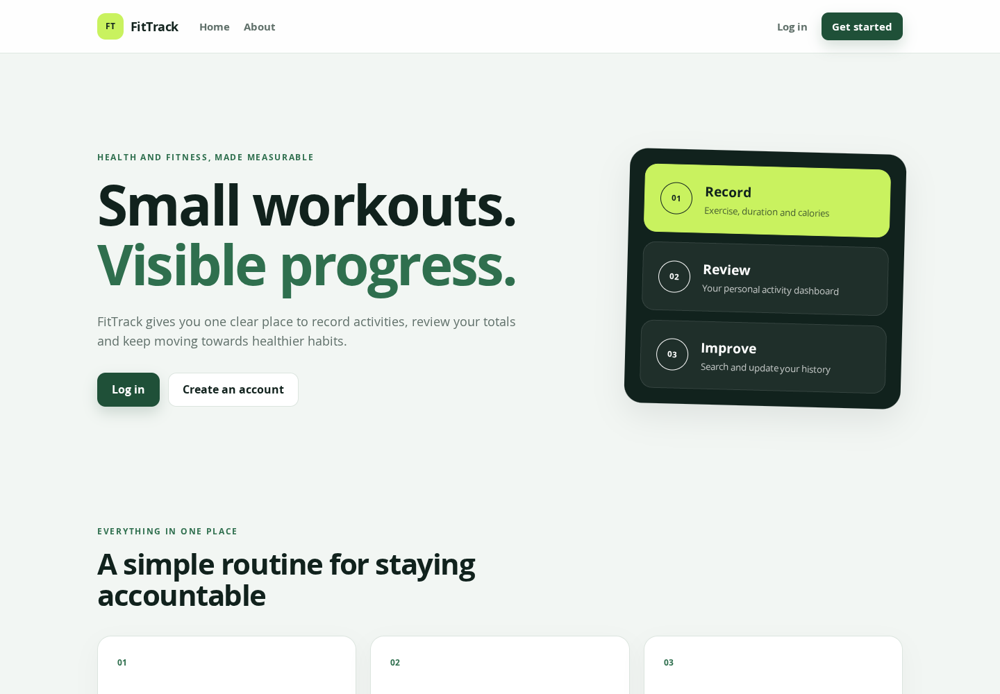 FT
FitTrack
Home
About
Log in
Get started
HEALTH AND FITNESS, MADE MEASURABLE
Small workouts.
Visible progress.
FitTrack gives you one clear place to record activities, review your totals
and keep moving towards healthier habits.
Log in
Create an account
01
Record
Exercise, duration and calories
02
Review
Your personal activity dashboard
03
Improve
Search and update your history
EVERYTHING IN ONE PLACE
A simple routine for staying
accountable
01
02
03